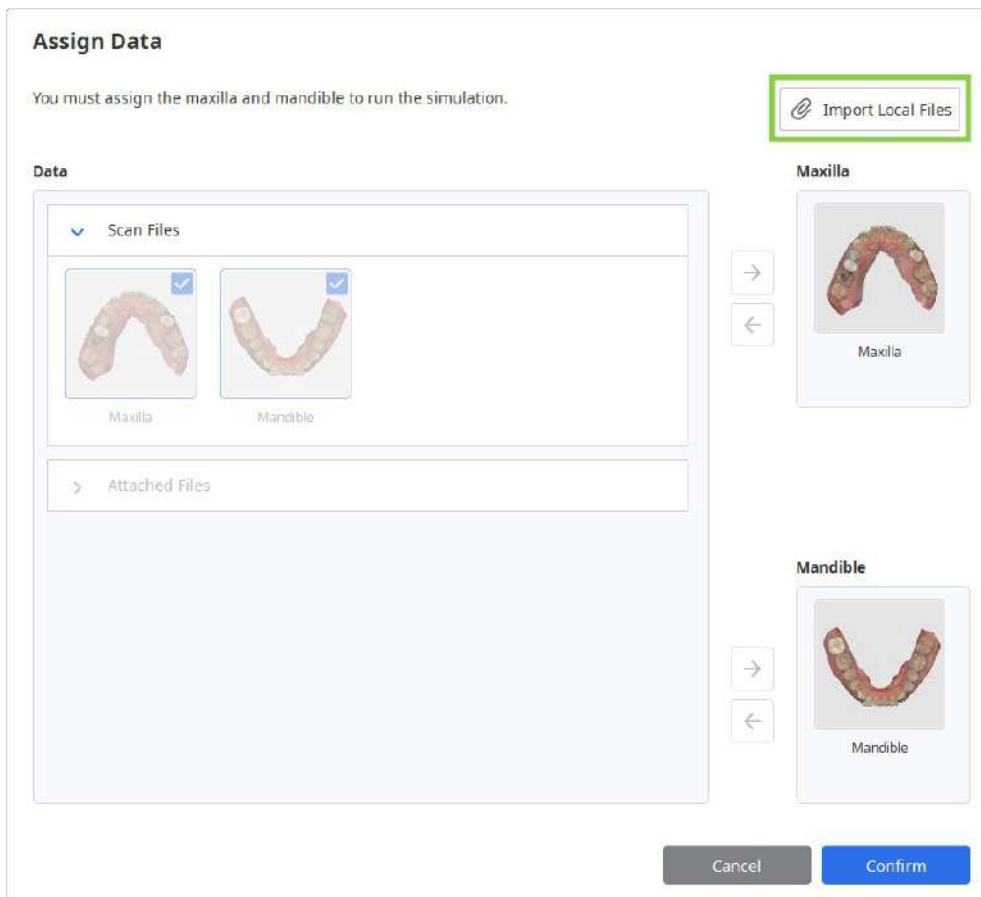 Assign Data
You must assign the maxilla and mandible to run the simulation.
Import Local Files
Data
Maxilla
Scan Files
Maxilla
Mandible
Maxilla
Attached Files
Mandible
Mandible
Cancel
Confirm